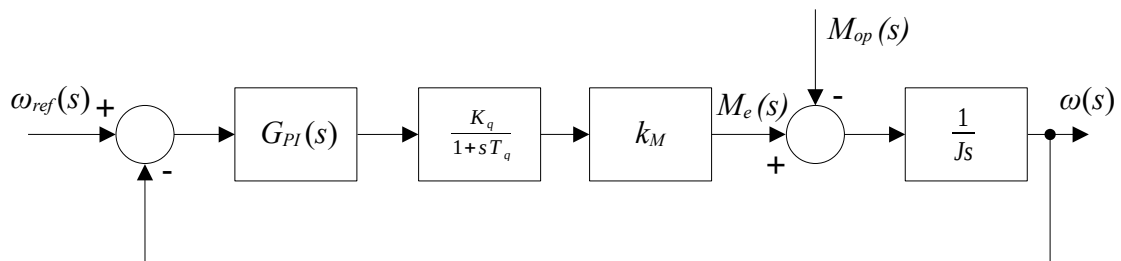 M_op(s)
ω_ref(s)
+
-
G_PI(s)
K_q / 1+sT_q
k_M
M_e(s)
-
+
1 / Js
ω(s)